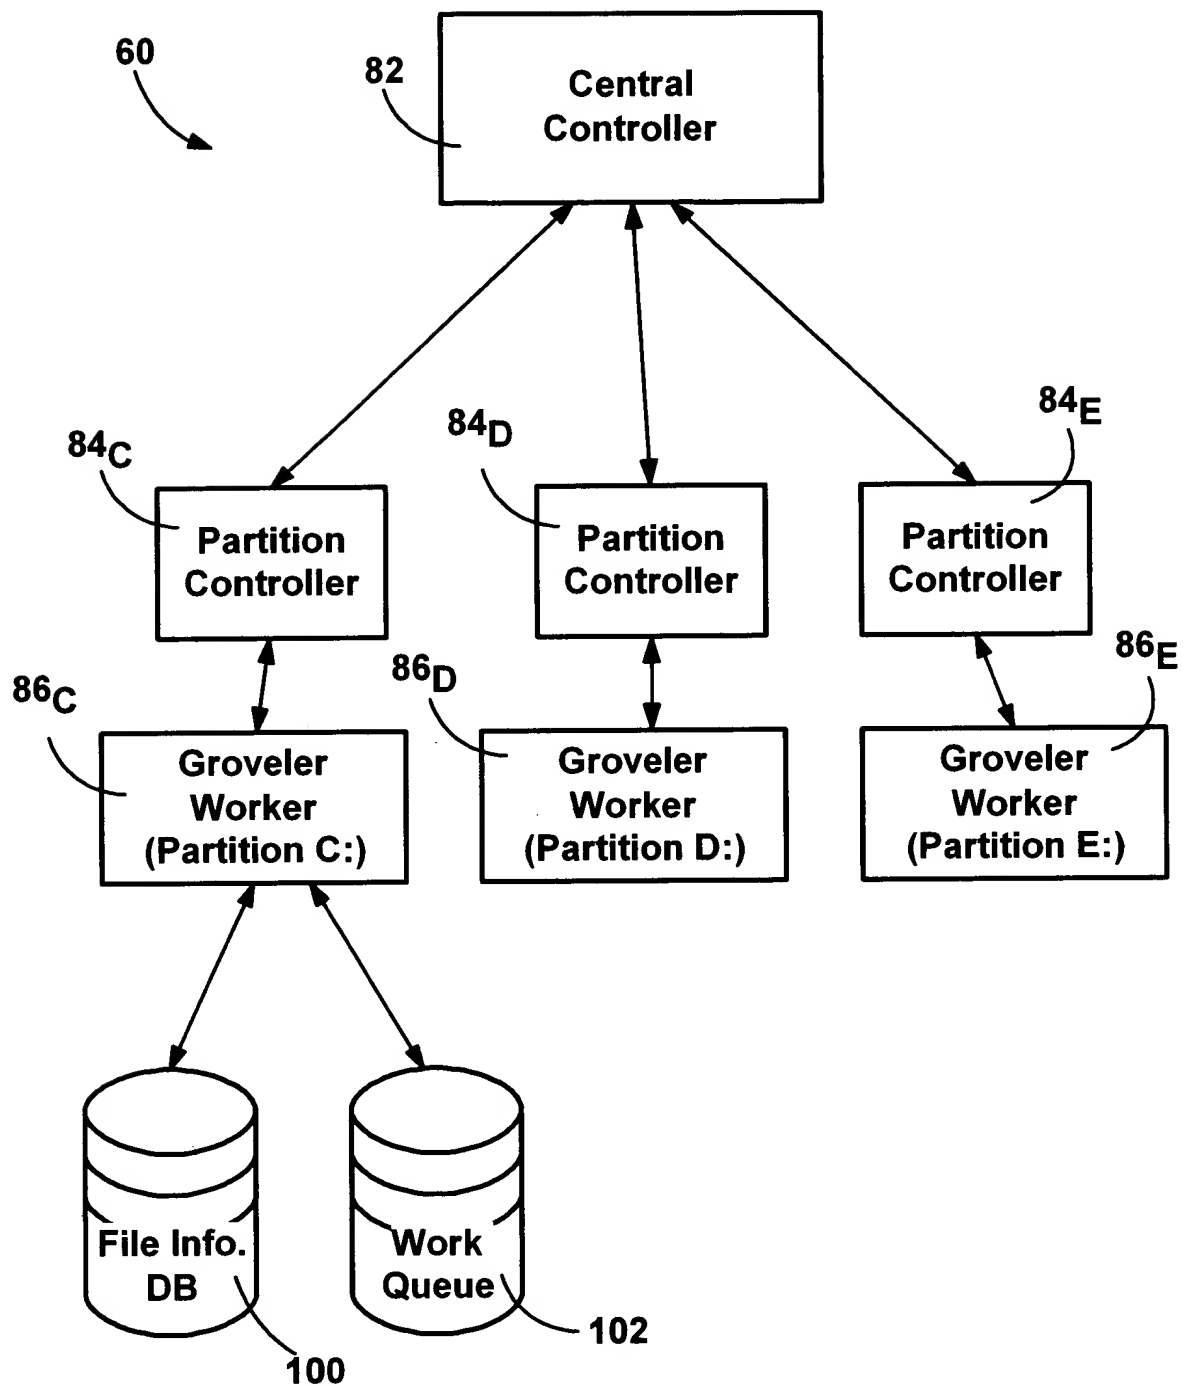 60
82
Central
Controller
84C
84D
84E
Partition
Controller
Partition
Controller
Partition
Controller
86C
86D
86E
Groveler
Worker
(Partition C:)
Groveler
Worker
(Partition D:)
Groveler
Worker
(Partition E:)
File Info.
DB
Work
Queue
100
102